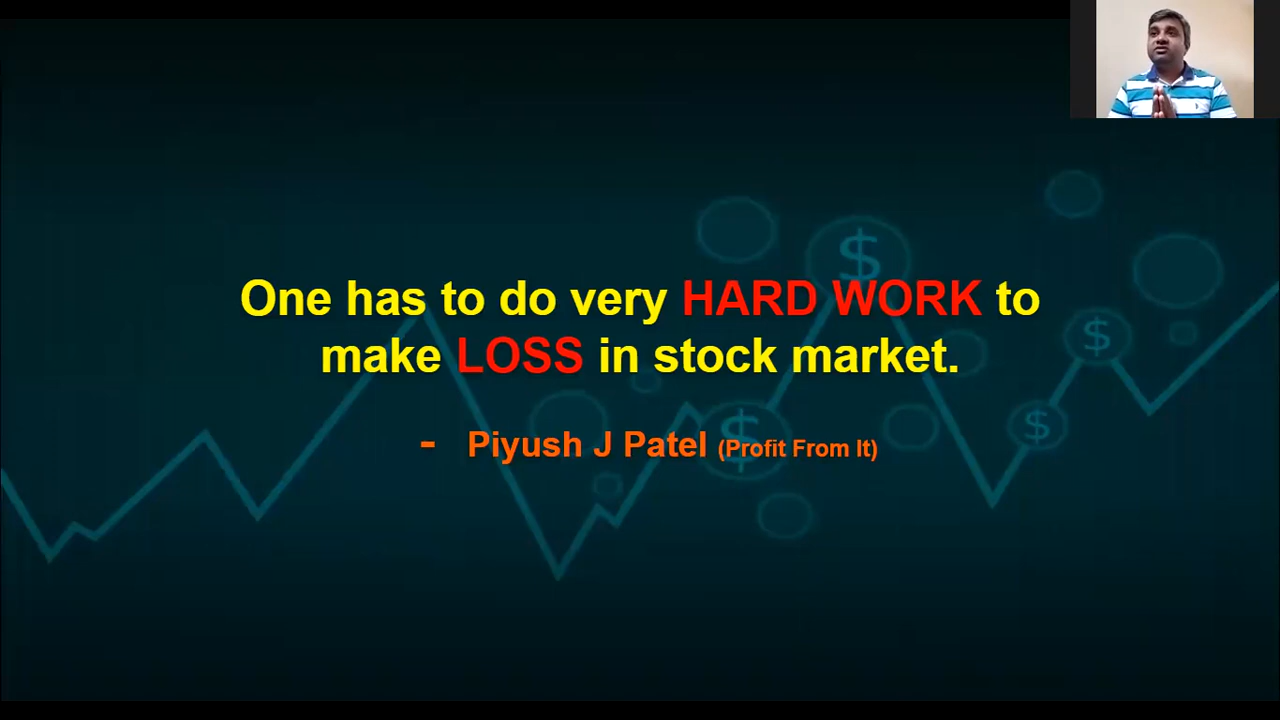 One has to do very HARD WORK to
make LOSS in stock market.
- Piyush J Patel (Profit From It)
$
$
$
$